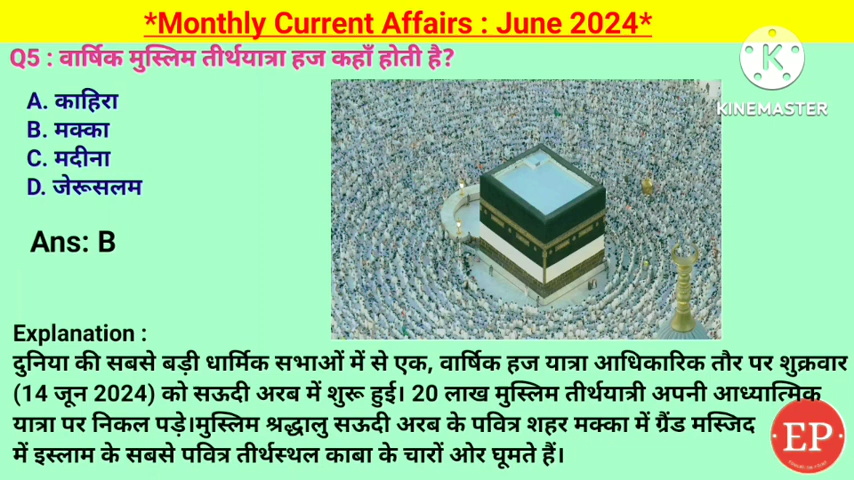 *Monthly Current Affairs : June 2024*
Q5 : वार्षिक मुस्लिम तीर्थयात्रा हज कहाँ होती है?
A. काहिरा
B. मक्का
C. मदीना
D. जेरूसलम
Ans: B
K
KINEMASTER
Explanation :
दुनिया की सबसे बड़ी धार्मिक सभाओं में से एक, वार्षिक हज यात्रा आधिकारिक तौर पर शुक्रवार
(14 जून 2024) को सऊदी अरब में शुरू हुई। 20 लाख मुस्लिम तीर्थयात्री अपनी आध्यात्मिक
यात्रा पर निकल पड़े।मुस्लिम श्रद्धालु सऊदी अरब के पवित्र शहर मक्का में ग्रैंड मस्जिद
में इस्लाम के सबसे पवित्र तीर्थस्थल काबा के चारों ओर घूमते हैं।
EP